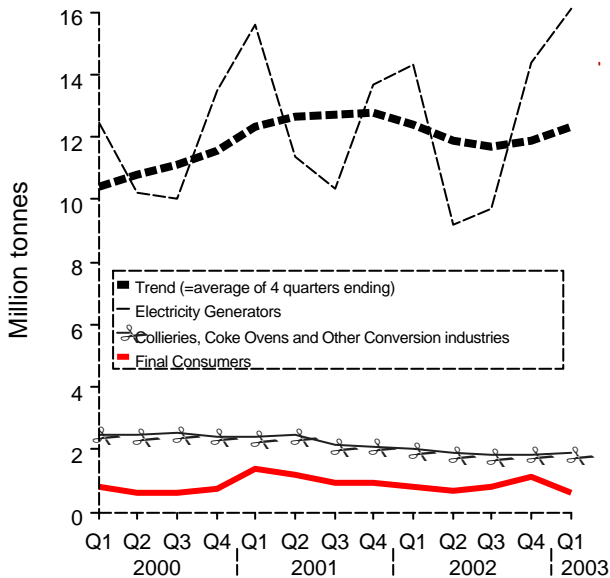 Million tonnes
16
14
12
10
8
6
4
2
0
Trend (=average of 4 quarters ending)
Electricity Generators
Collieries, Coke Ovens and Other Conversion industries
Final Consumers
Q1 Q2 Q3 Q4 Q1 Q2 Q3 Q4 Q1 Q2 Q3 Q4 Q1
2000 2001 2002 2003